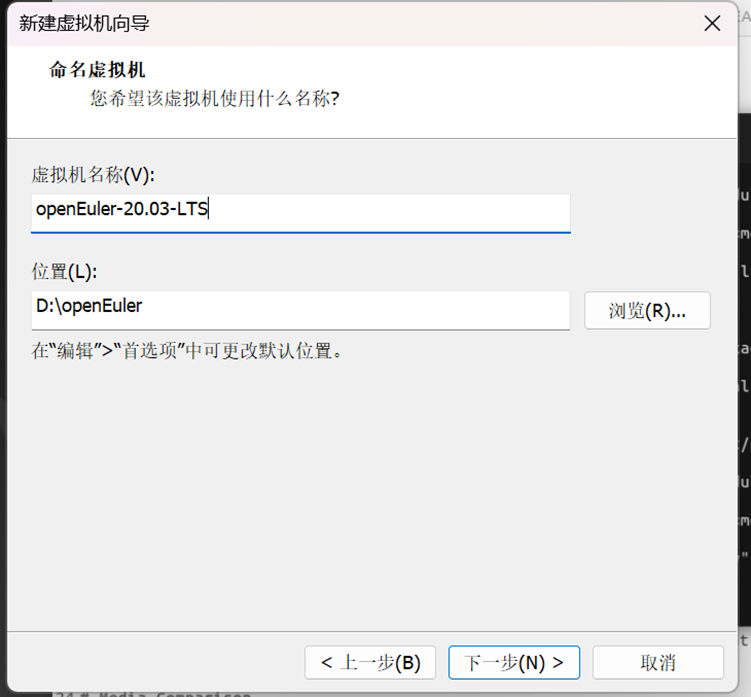 新建虚拟机向导
命名虚拟机
您希望该虚拟机使用什么名称?
虚拟机名称(V):
openEuler-20.03-LTS
位置(L):
D:\openEuler
浏览(R)...
在“编辑”>“首选项”中可更改默认位置。
< 上一步(B)
下一步(N) >
取消